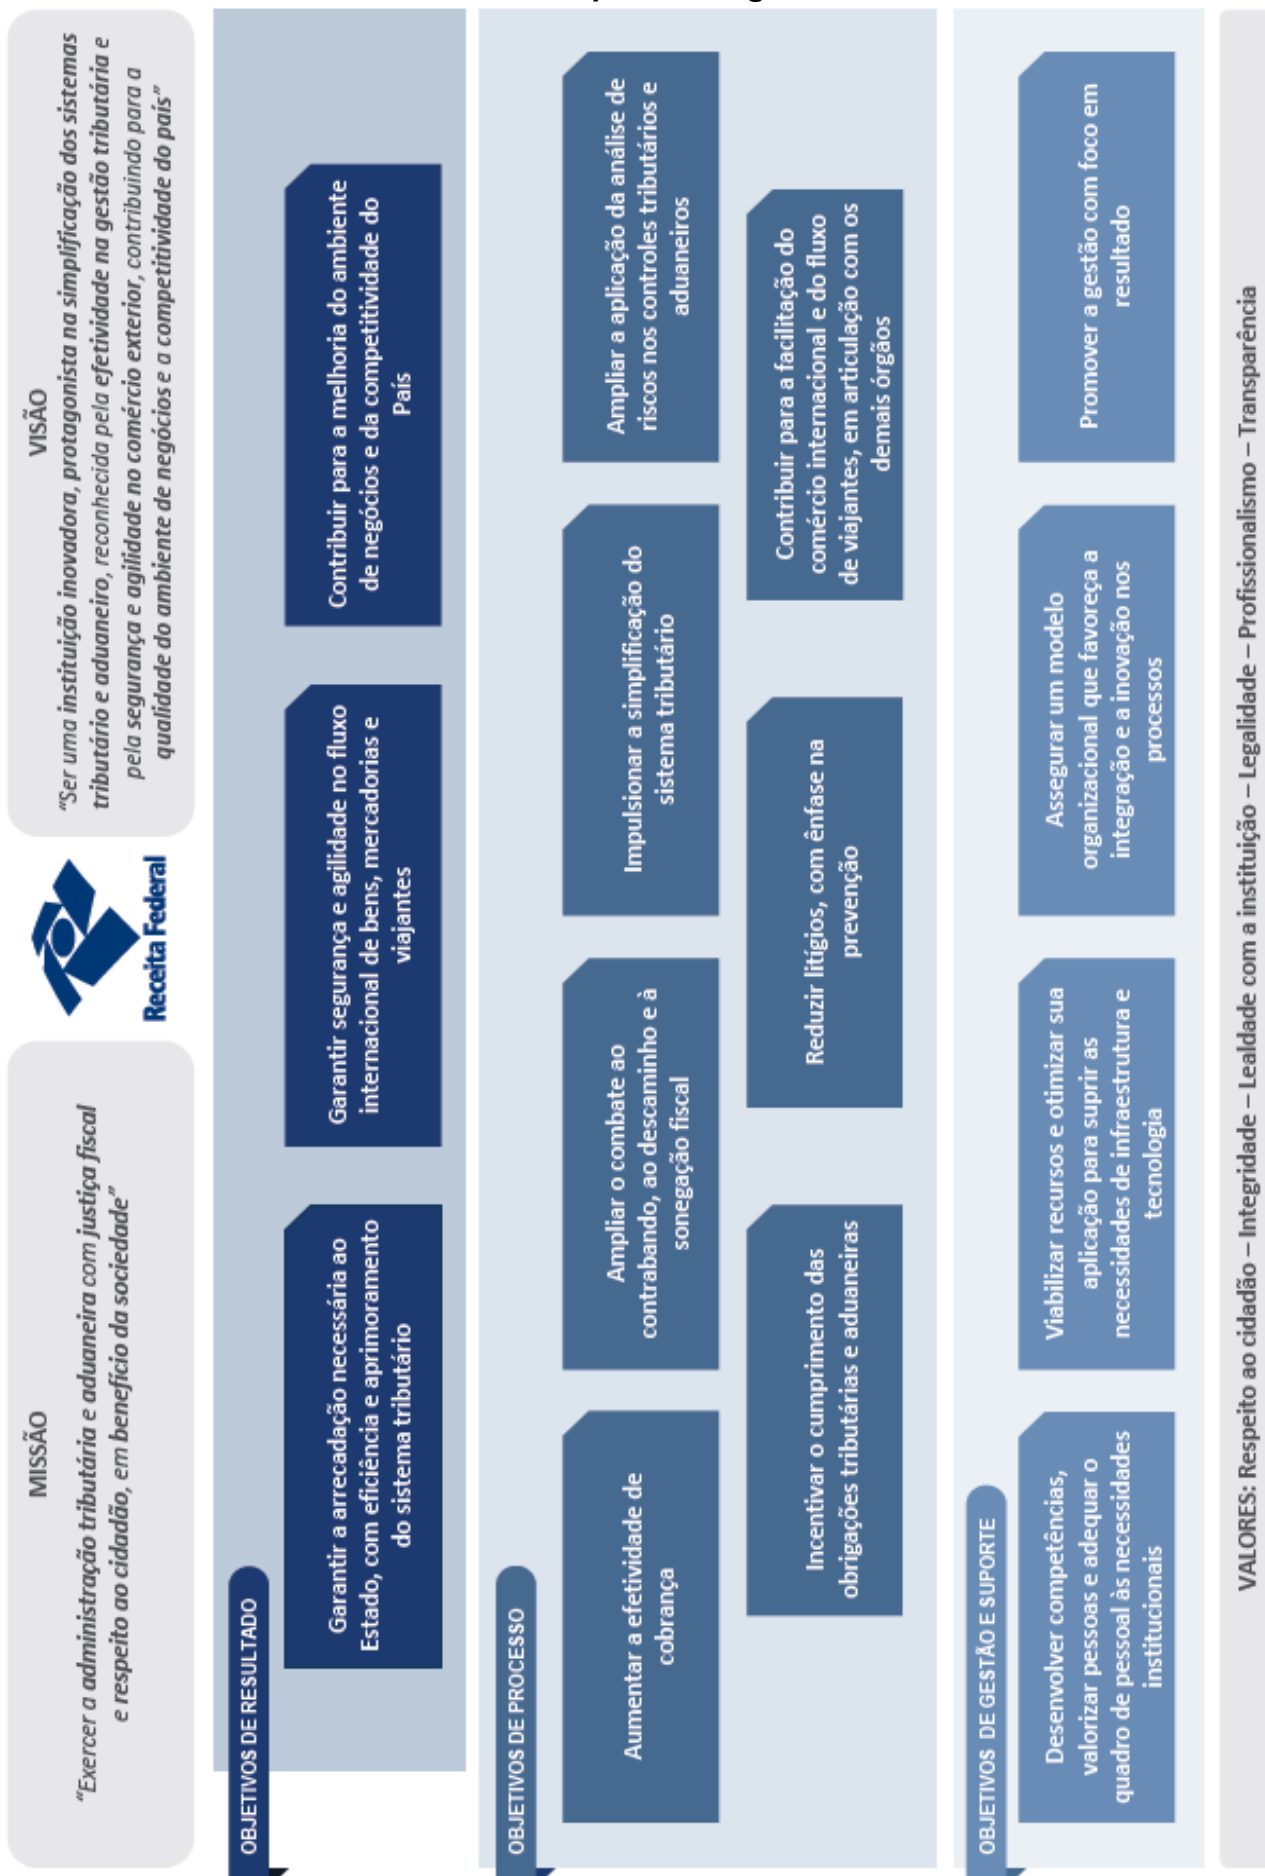 MISSÃO
“Exercer a administração tributária e aduaneira com justiça fiscal
e respeito ao cidadão, em benefício da sociedade”
Receita Federal
VISÃO
“Ser uma instituição inovadora, protagonista na simplificação dos sistemas
tributário e aduaneiro, reconhecida pela efetividade na gestão tributária e
pela segurança e agilidade no comércio exterior, contribuindo para a
qualidade do ambiente de negócios e a competitividade do país”
OBJETIVOS DE RESULTADO
Garantir a arrecadação necessária ao
Estado, com eficiência e aprimoramento
do sistema tributário
Garantir segurança e agilidade no fluxo
internacional de bens, mercadorias e
viajantes
Contribuir para a melhoria do ambiente
de negócios e da competitividade do
País
OBJETIVOS DE PROCESSO
Aumentar a efetividade de
cobrança
Ampliar o combate ao
contrabando, ao descaminho e à
sonegação fiscal
Impulsionar a simplificação do
sistema tributário
Ampliar a aplicação da análise de
riscos nos controles tributários e
aduaneiros
Incentivar o cumprimento das
obrigações tributárias e aduaneiras
Reduzir litígios, com ênfase na
prevenção
Contribuir para a facilitação do
comércio internacional e do fluxo
de viajantes, em articulação com os
demais órgãos
OBJETIVOS DE GESTÃO E SUPORTE
Desenvolver competências,
valorizar pessoas e adequar o
quadro de pessoal às necessidades
institucionais
Viabilizar recursos e otimizar sua
aplicação para suprir as
necessidades de infraestrutura e
tecnologia
Assegurar um modelo
organizacional que favoreça a
integração e a inovação nos
processos
Promover a gestão com foco em
resultado
VALORES: Respeito ao cidadão – Integridade – Lealdade com a instituição – Legalidade – Profissionalismo – Transparência